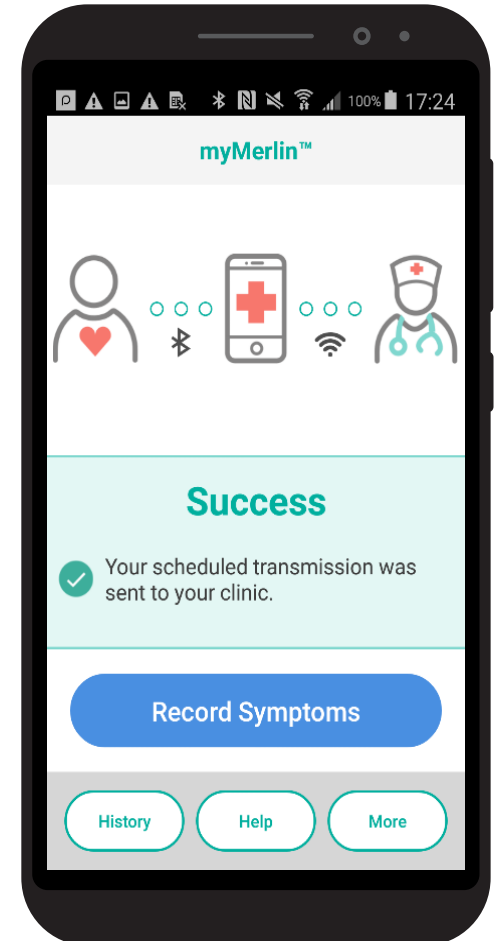 100% 17:24
myMerlin™
Success
Your scheduled transmission was
sent to your clinic.
Record Symptoms
History Help More